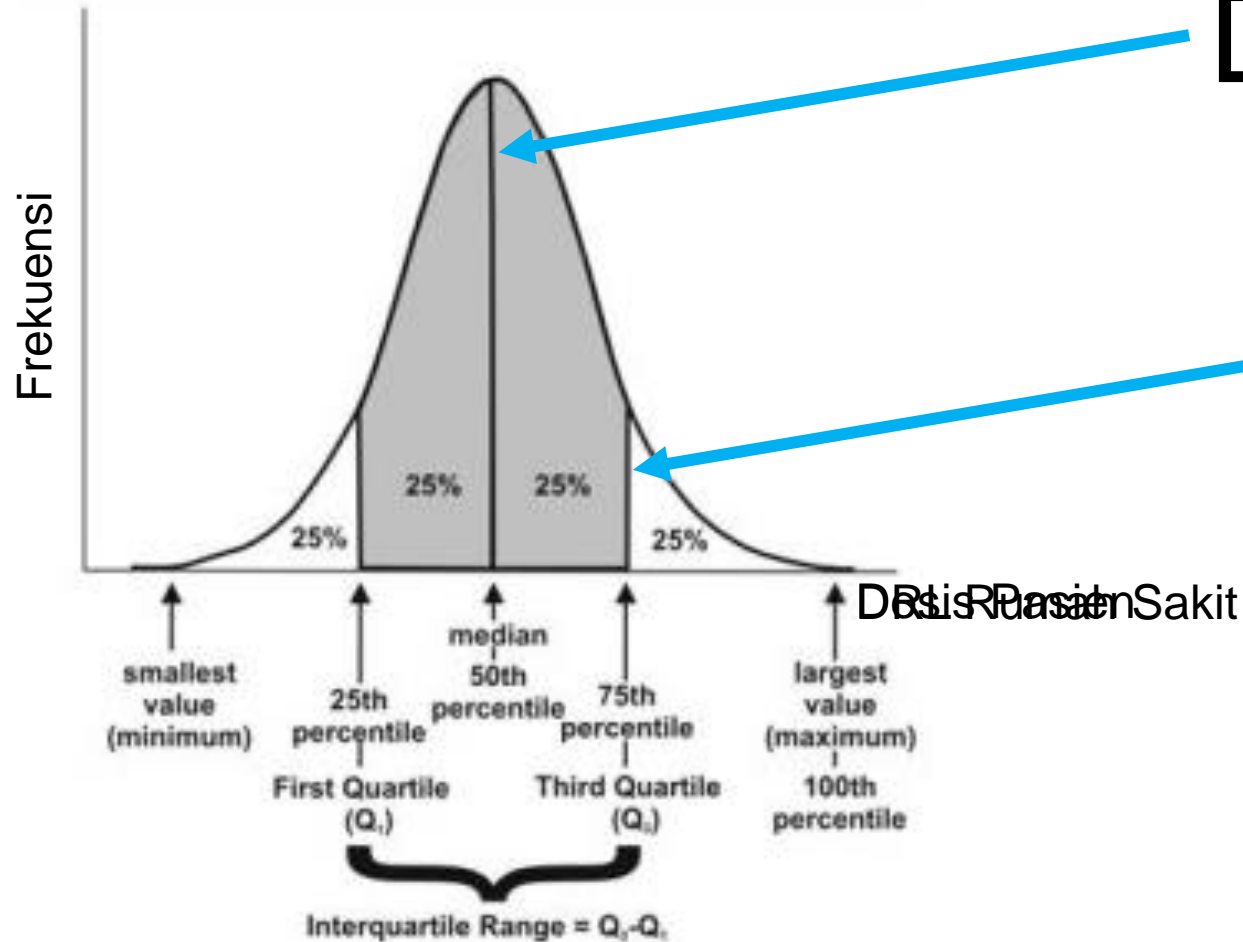 Frekuensi
25%
25%
25%
25%
smallest
value
(minimum)
25th
percentile
First Quartile
(Q₁)
median
50th
percentile
75th
percentile
Third Quartile
(Q₃)
largest
value
(maximum)
100th
percentile
Sakit
Interquartile Range = Q₃-Q₁